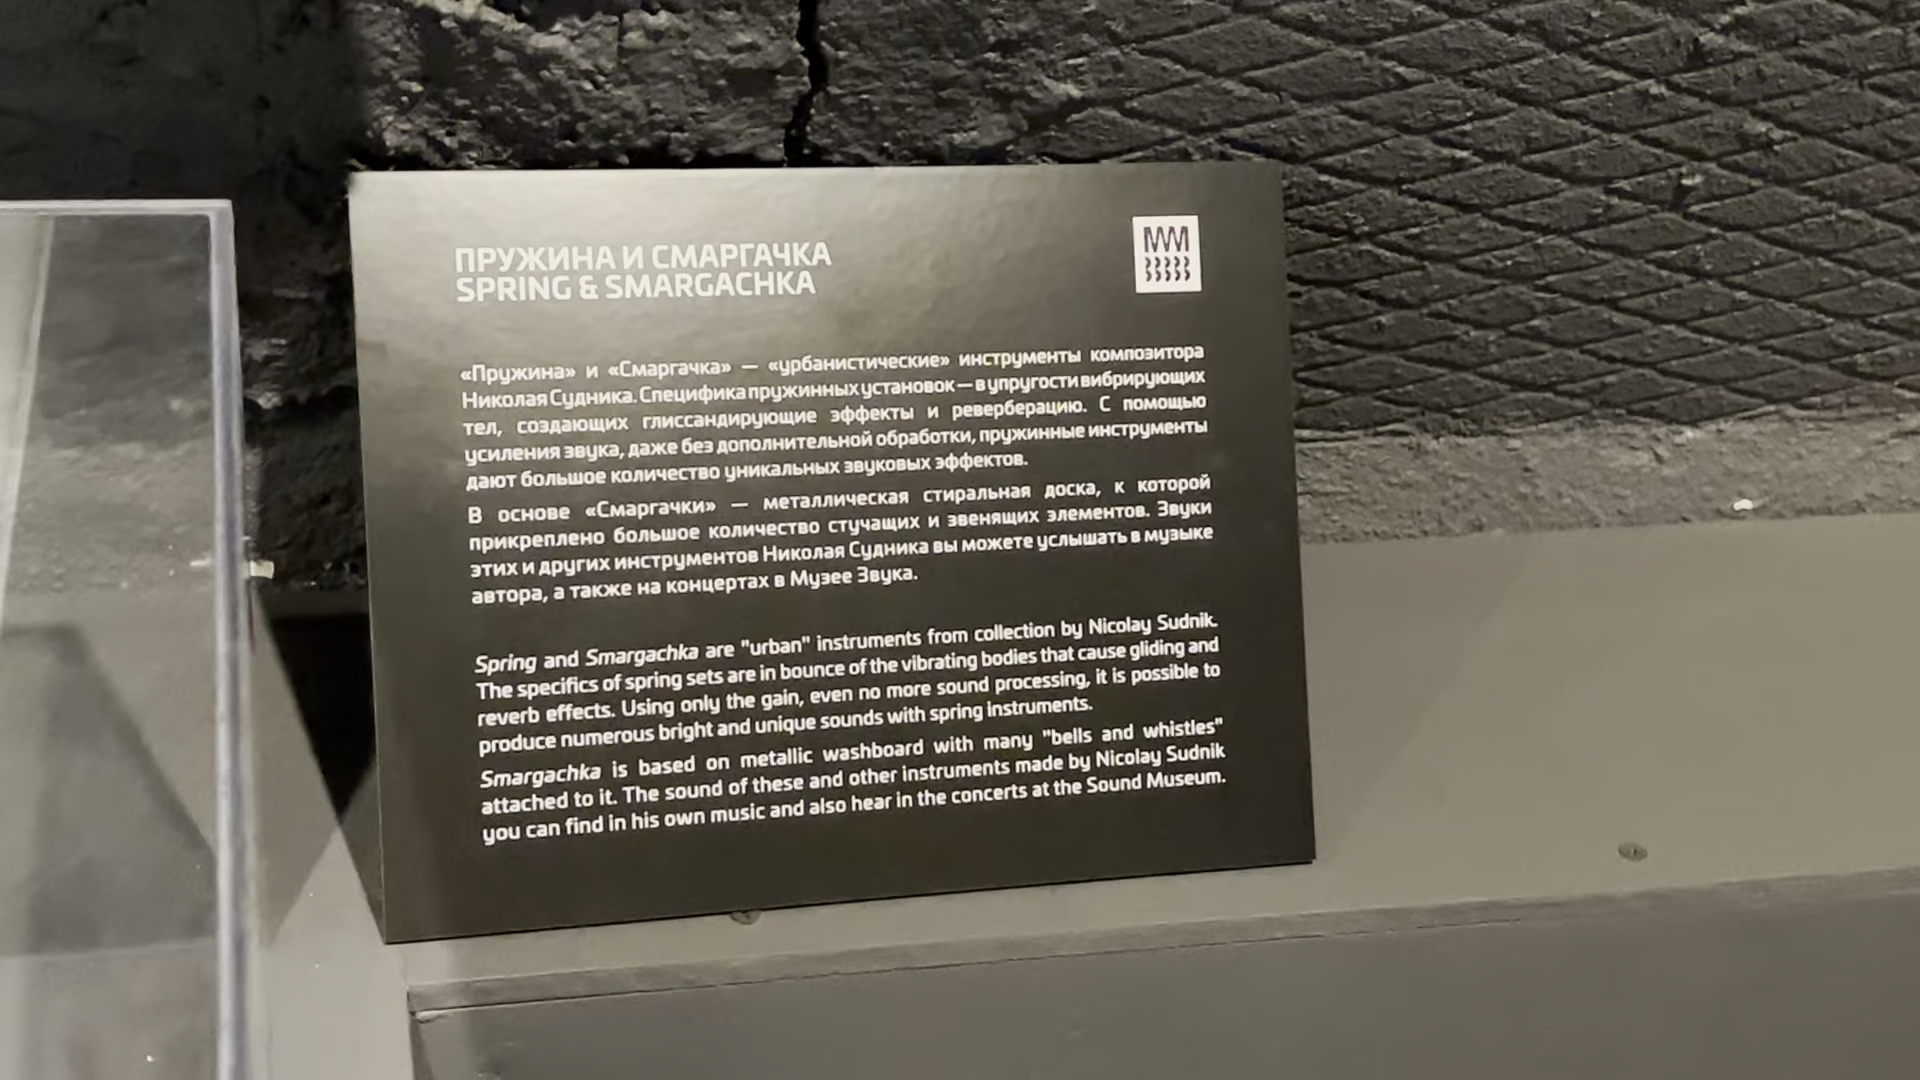 ПРУЖИНА И СМАРГАЧКА
SPRING & SMARGACHKA
«Пружина» и «Смаргачка» — «урбанистические» инструменты композитора
Николая Судника. Специфика пружинных установок — в упругости вибрирующих
тел, создающих глиссандирующие эффекты и реверберацию. С помощью
усиления звука, даже без дополнительной обработки, пружинные инструменты
дают большое количество уникальных звуковых эффектов.
В основе «Смаргачки» — металлическая стиральная доска, к которой
прикреплено большое количество стучащих и звенящих элементов. Звуки
этих и других инструментов Николая Судника вы можете услышать в музыке
автора, а также на концертах в Музее Звука.
Spring and Smargachka are "urban" instruments from collection by Nicolay Sudnik.
The specifics of spring sets are in bounce of the vibrating bodies that cause gliding and
reverb effects. Using only the gain, even no more sound processing, it is possible to
produce numerous bright and unique sounds with spring instruments.
Smargachka is based on metallic washboard with many "bells and whistles"
attached to it. The sound of these and other instruments made by Nicolay Sudnik
you can find in his own music and also hear in the concerts at the Sound Museum.